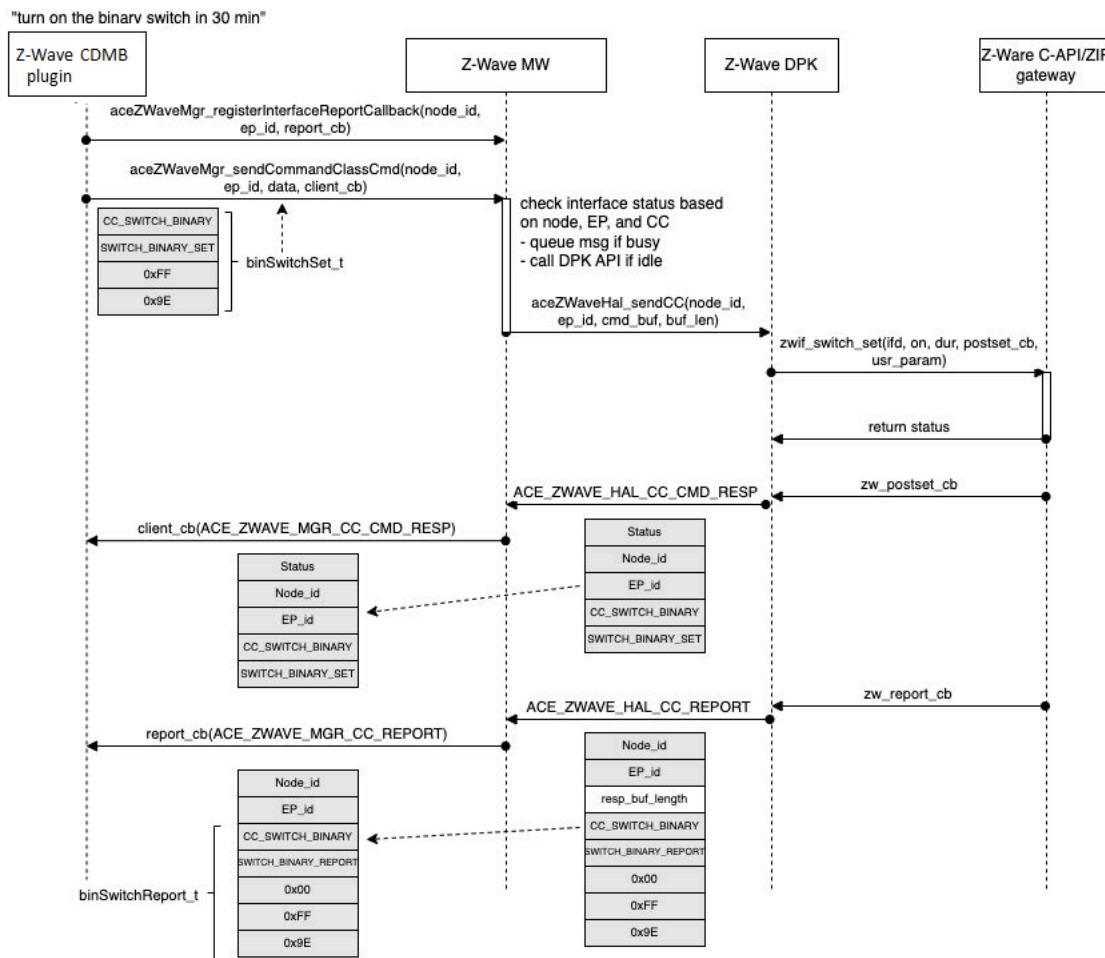 "turn on the binary switch in 30 min"
Z-Wave CDMB
plugin
Z-Wave MW
Z-Wave DPK
Z-Ware C-API/ZIP
gateway
aceZWaveMgr_registerInterfaceReportCallback(node_id,
ep_id, report_cb)
aceZWaveMgr_sendCommandClassCmd(node_id,
ep_id, data, client_cb)
CC_SWITCH_BINARY
SWITCH_BINARY_SET
0xFF
0x9E
binSwitchSet_t
check interface status based
on node, EP, and CC
- queue msg if busy
- call DPK API if idle
aceZWaveHal_sendCC(node_id,
ep_id, cmd_buf, buf_len)
zwif_switch_set(ifd, on, dur, postset_cb,
usr_param)
return status
zw_postset_cb
ACE_ZWAVE_HAL_CC_CMD_RESP
client_cb(ACE_ZWAVE_MGR_CC_CMD_RESP)
Status
Node_id
EP_id
CC_SWITCH_BINARY
SWITCH_BINARY_SET
Status
Node_id
EP_id
CC_SWITCH_BINARY
SWITCH_BINARY_SET
zw_report_cb
ACE_ZWAVE_HAL_CC_REPORT
report_cb(ACE_ZWAVE_MGR_CC_REPORT)
Node_id
EP_id
resp_buf_length
CC_SWITCH_BINARY
SWITCH_BINARY_REPORT
0x00
0xFF
0x9E
Node_id
EP_id
CC_SWITCH_BINARY
SWITCH_BINARY_REPORT
0x00
0xFF
0x9E
binSwitchReport_t